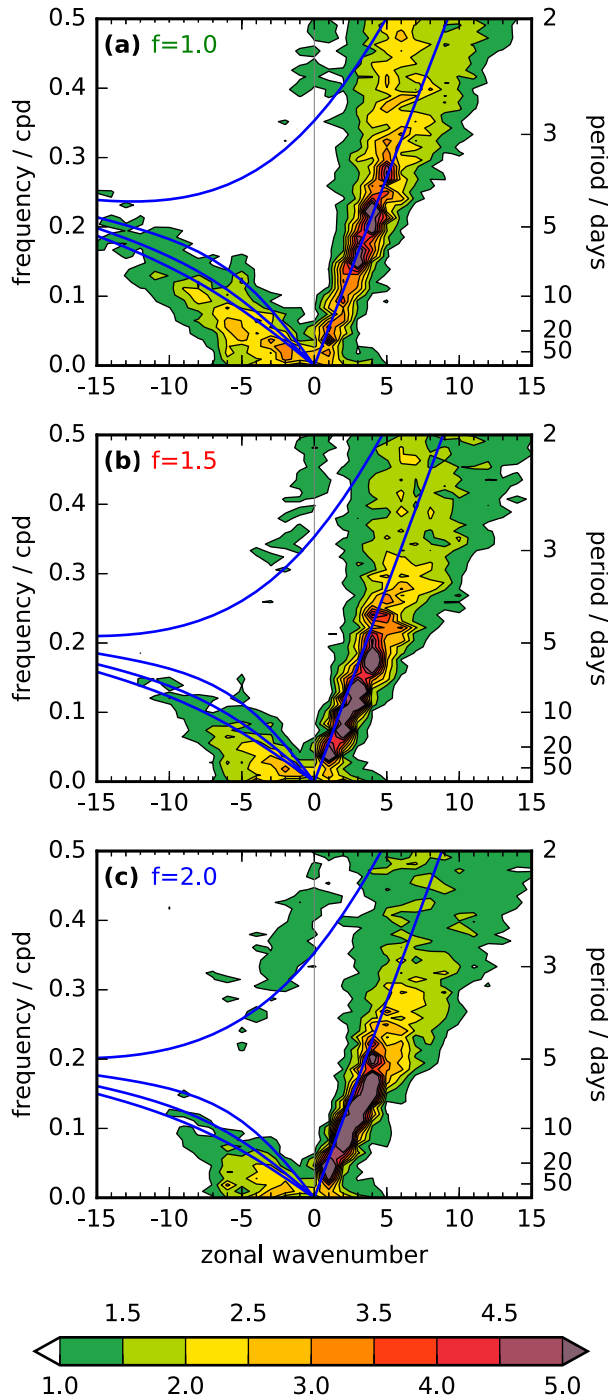 0.5 (a) f=1.0 2
0.4
0.3 3
0.2 5
0.1 10
20
50
0.0
-15 -10 -5 0 5 10 15
frequency / cpd
period / days
0.5 (b) f=1.5 2
0.4
0.3 3
0.2 5
0.1 10
20
50
0.0
-15 -10 -5 0 5 10 15
frequency / cpd
period / days
0.5 (c) f=2.0 2
0.4
0.3 3
0.2 5
0.1 10
20
50
0.0
-15 -10 -5 0 5 10 15
frequency / cpd
period / days
zonal wavenumber
1.5 2.5 3.5 4.5
1.0 2.0 3.0 4.0 5.0